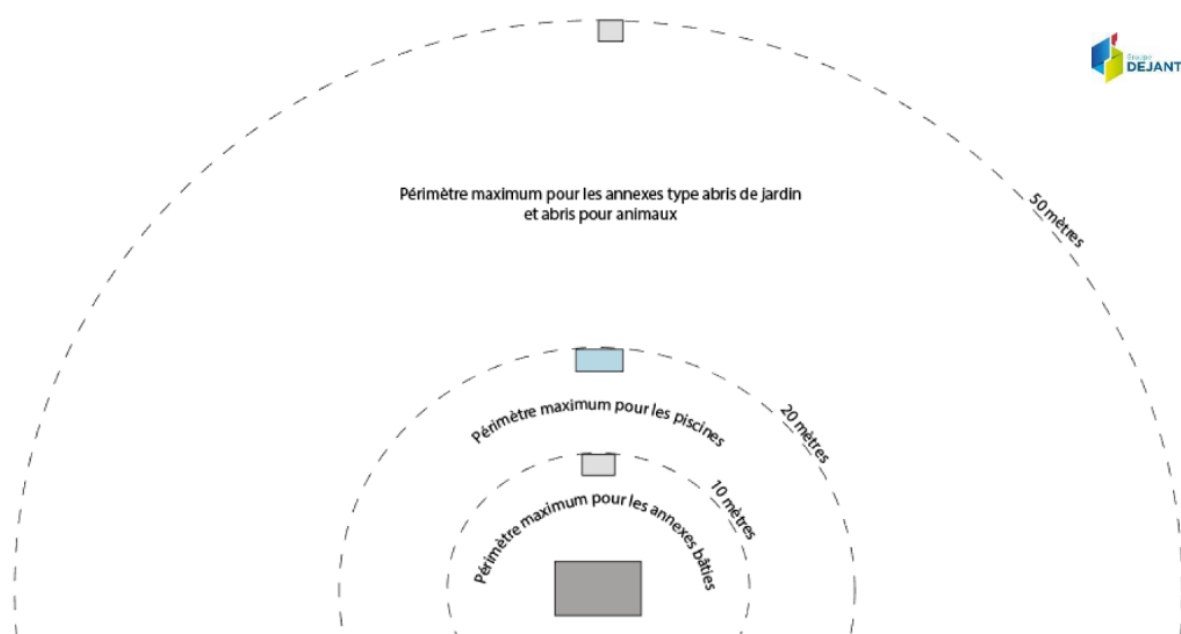 Groupe
DEJANT
Périmètre maximum pour les annexes type abris de jardin
et abris pour animaux
50 mètres
Périmètre maximum pour les piscines
20 mètres
10 mètres
Périmètre maximum pour les annexes bâties